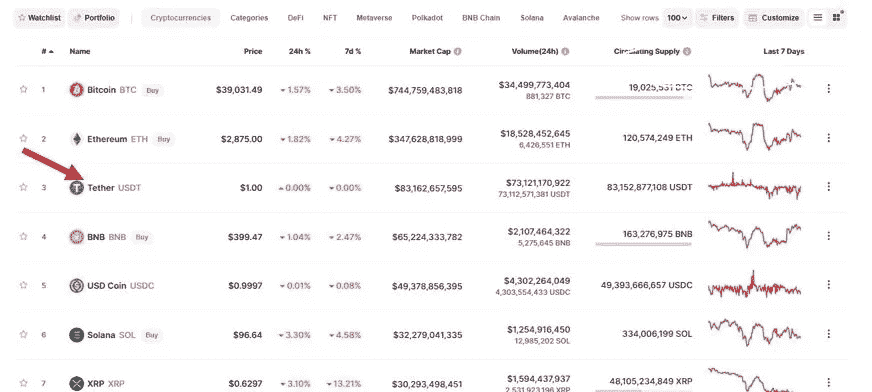 Watchlist Portfolio Cryptocurrencies Categories DeFi NFT Metaverse Polkadot BNB Chain Solana Avalanche Show rows 100 Filters Customize
# Name Price 24h % 7d % Market Cap Volume(24h) Circulating Supply Last 7 Days
1 Bitcoin BTC Buy $39,031.49 1.57% 3.50% $744,759,483,818 $34,499,773,404 19,025,531 BTC
881,327 BTC
2 Ethereum ETH Buy $2,875.00 1.82% 4.27% $347,628,818,999 $18,528,452,645 120,574,249 ETH
6,426,551 ETH
3 Tether USDT $1.00 0.00% 0.00% $83,162,657,595 $73,121,170,922 83,152,877,108 USDT
73,112,571,381 USDT
4 BNB BNB Buy $399.47 1.04% 2.47% $65,224,333,782 $2,107,464,322 163,276,975 BNB
5,275,645 BNB
5 USD Coin USDC $0.9997 0.01% 0.08% $49,378,856,395 $4,302,264,049 49,393,666,657 USDC
4,303,554,433 USDC
6 Solana SOL Buy $96.64 3.30% 4.58% $32,279,041,335 $1,254,916,450 334,006,199 SOL
12,985,202 SOL
7 XRP XRP $0.6297 3.10% 13.21% $30,293,498,451 $1,594,437,937 48,105,234,849 XRP
2,531,923,196 XRP